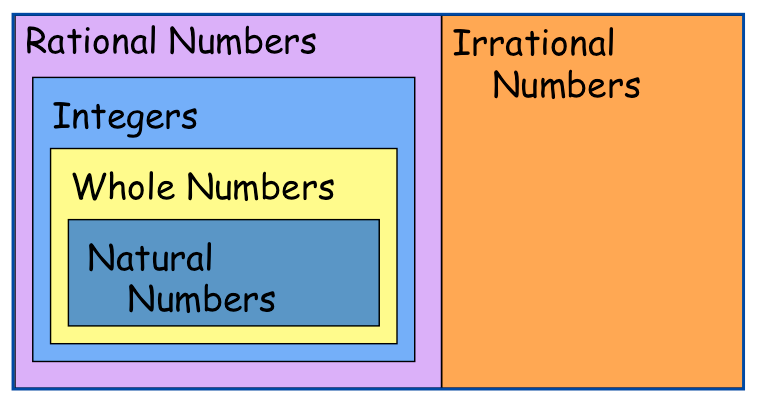 Rational Numbers
Irrational
Numbers
Integers
Whole Numbers
Natural
Numbers